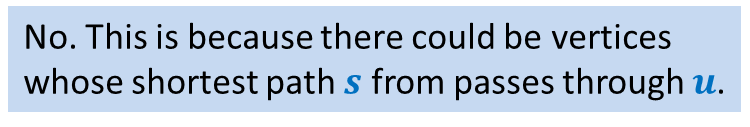 No. This is because there could be vertices
whose shortest path s from passes through u.